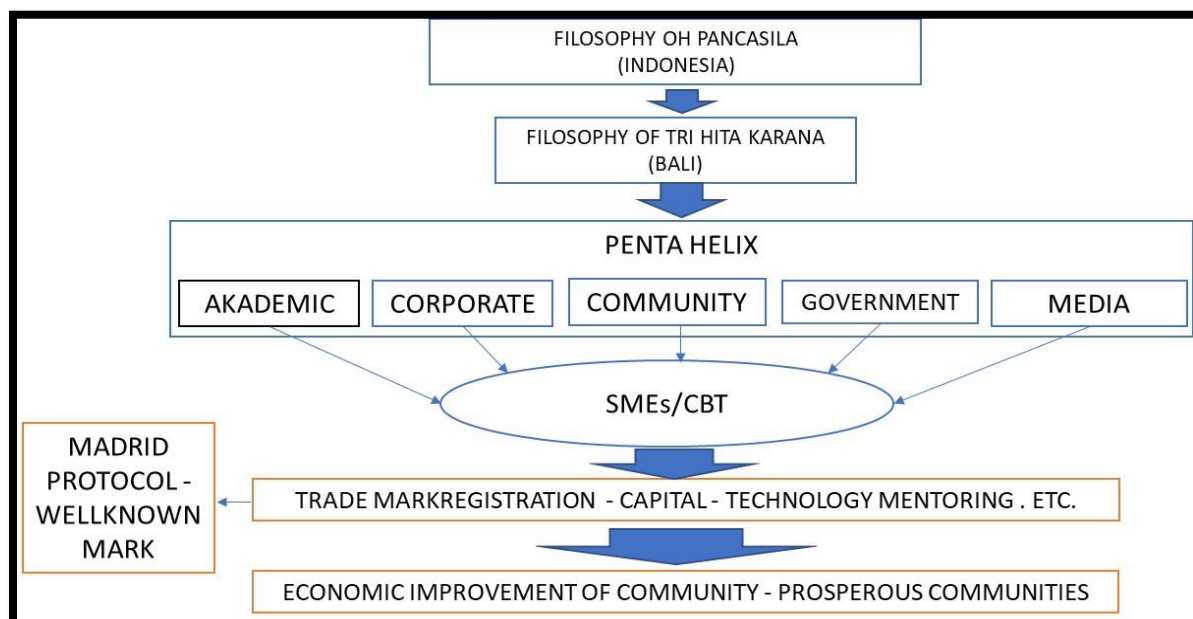 FILOSOPHY OH PANCASILA
(INDONESIA)
FILOSOPHY OF TRI HITA KARANA
(BALI)
PENTA HELIX
AKADEMIC
CORPORATE
COMMUNITY
GOVERNMENT
MEDIA
SMEs/CBT
MADRID
PROTOCOL -
WELLKNOWN
MARK
TRADE MARKREGISTRATION - CAPITAL - TECHNOLOGY MENTORING . ETC.
ECONOMIC IMPROVEMENT OF COMMUNITY - PROSPEROUS COMMUNITIES